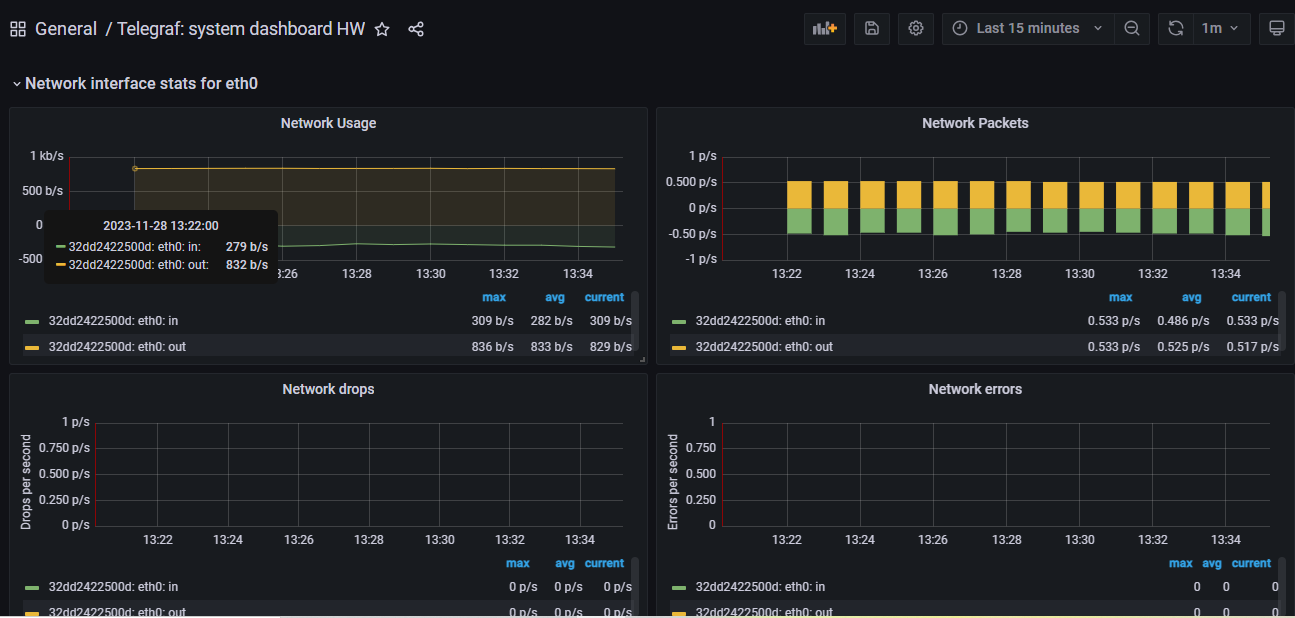 General / Telegraf: system dashboard HW
Last 15 minutes
1m
Network interface stats for eth0
Network Usage
1 kb/s
500 b/s
0
-500
2023-11-28 13:22:00
32dd2422500d: eth0: in: 279 b/s
32dd2422500d: eth0: out: 832 b/s
3:26 13:28 13:30 13:32 13:34
max avg current
32dd2422500d: eth0: in 309 b/s 282 b/s 309 b/s
32dd2422500d: eth0: out 836 b/s 833 b/s 829 b/s
Network Packets
1 p/s
0.500 p/s
0 p/s
-0.50 p/s
-1 p/s
13:22 13:24 13:26 13:28 13:30 13:32 13:34
max avg current
32dd2422500d: eth0: in 0.533 p/s 0.486 p/s 0.533 p/s
32dd2422500d: eth0: out 0.533 p/s 0.525 p/s 0.517 p/s
Network drops
Drops per second
1 p/s
0.750 p/s
0.500 p/s
0.250 p/s
0 p/s
13:22 13:24 13:26 13:28 13:30 13:32 13:34
max avg current
32dd2422500d: eth0: in 0 p/s 0 p/s 0 p/s
32dd2422500d: eth0: out 0 p/s 0 p/s 0 p/s
Network errors
Errors per second
1
0.750
0.500
0.250
0
13:22 13:24 13:26 13:28 13:30 13:32 13:34
max avg current
32dd2422500d: eth0: in 0 0 0
32dd2422500d: eth0: out 0 0 0